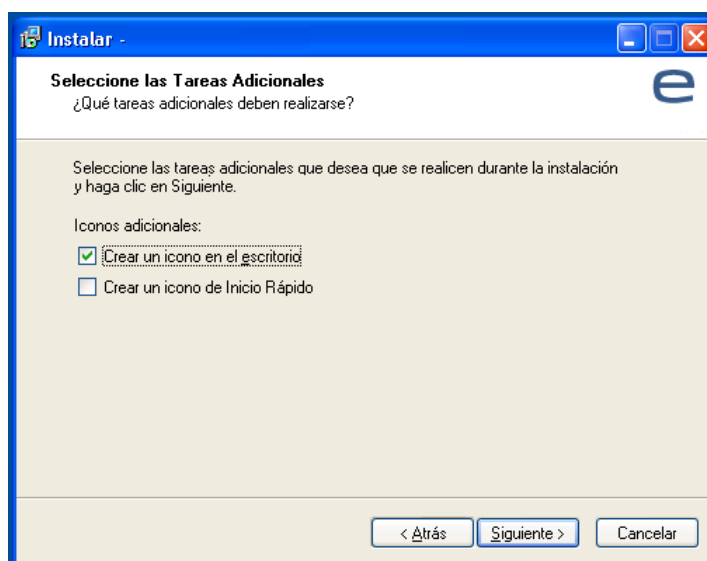 Instalar -
Seleccione las Tareas Adicionales
¿Qué tareas adicionales deben realizarse?
e
Seleccione las tareas adicionales que desea que se realicen durante la instalación
y haga clic en Siguiente.
Iconos adicionales:
Crear un icono en el escritorio
Crear un icono de Inicio Rápido
< Atrás Siguiente > Cancelar